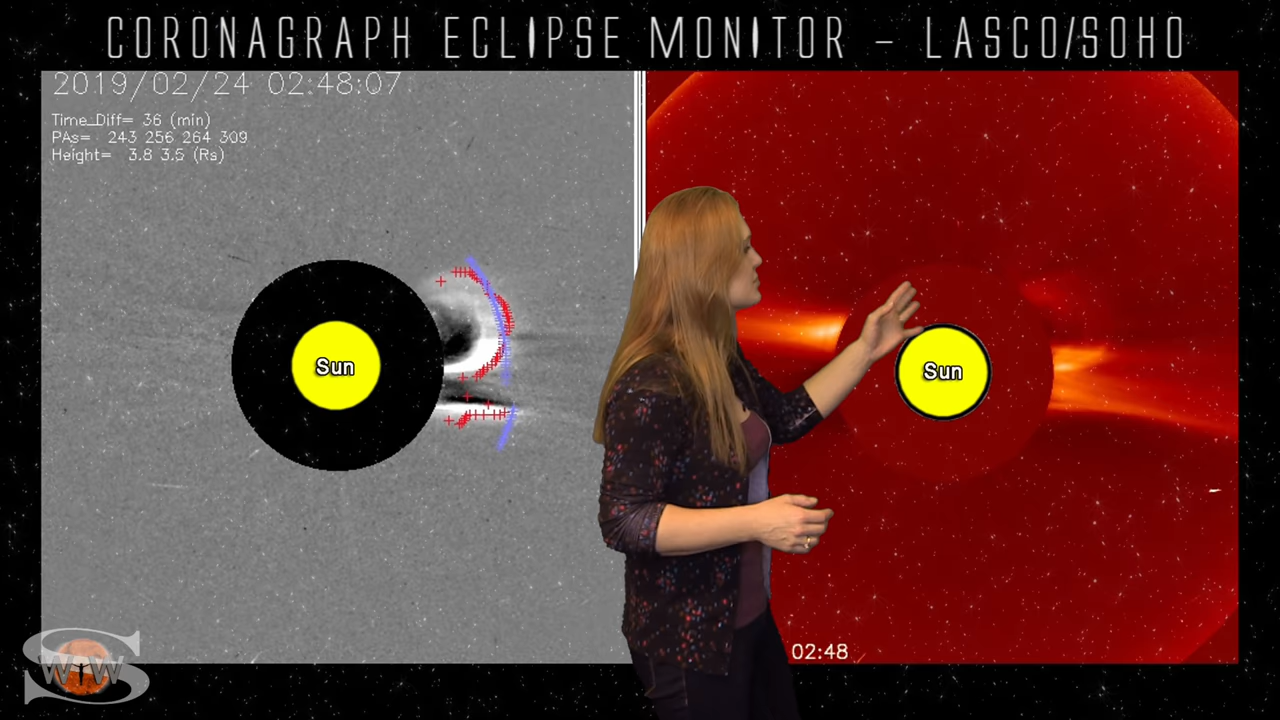 CORONAGRAPH ECLIPSE MONITOR – LASCO/SOHO
2019/02/24 02:48:07
Time_Diff= 36 (min)
PAs= 243 256 264 309
Height= 3.8 3.5 (Rs)
Sun
Sun
02:48
S
WTW